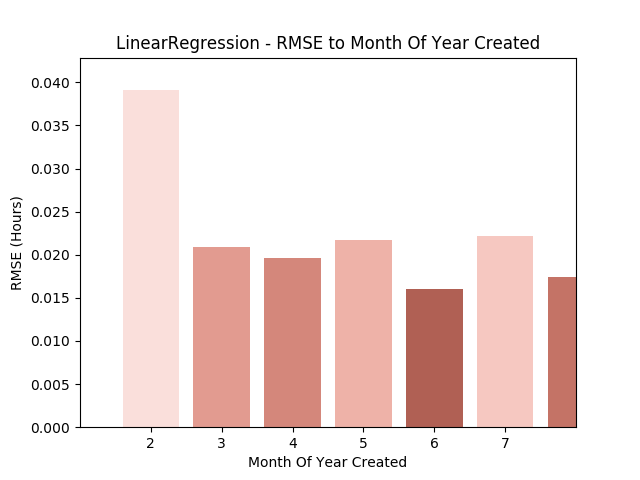 LinearRegression - RMSE to Month Of Year Created
0.040
0.035
0.030
0.025
0.020
0.015
0.010
0.005
0.000
RMSE (Hours)
2 3 4 5 6 7
Month Of Year Created